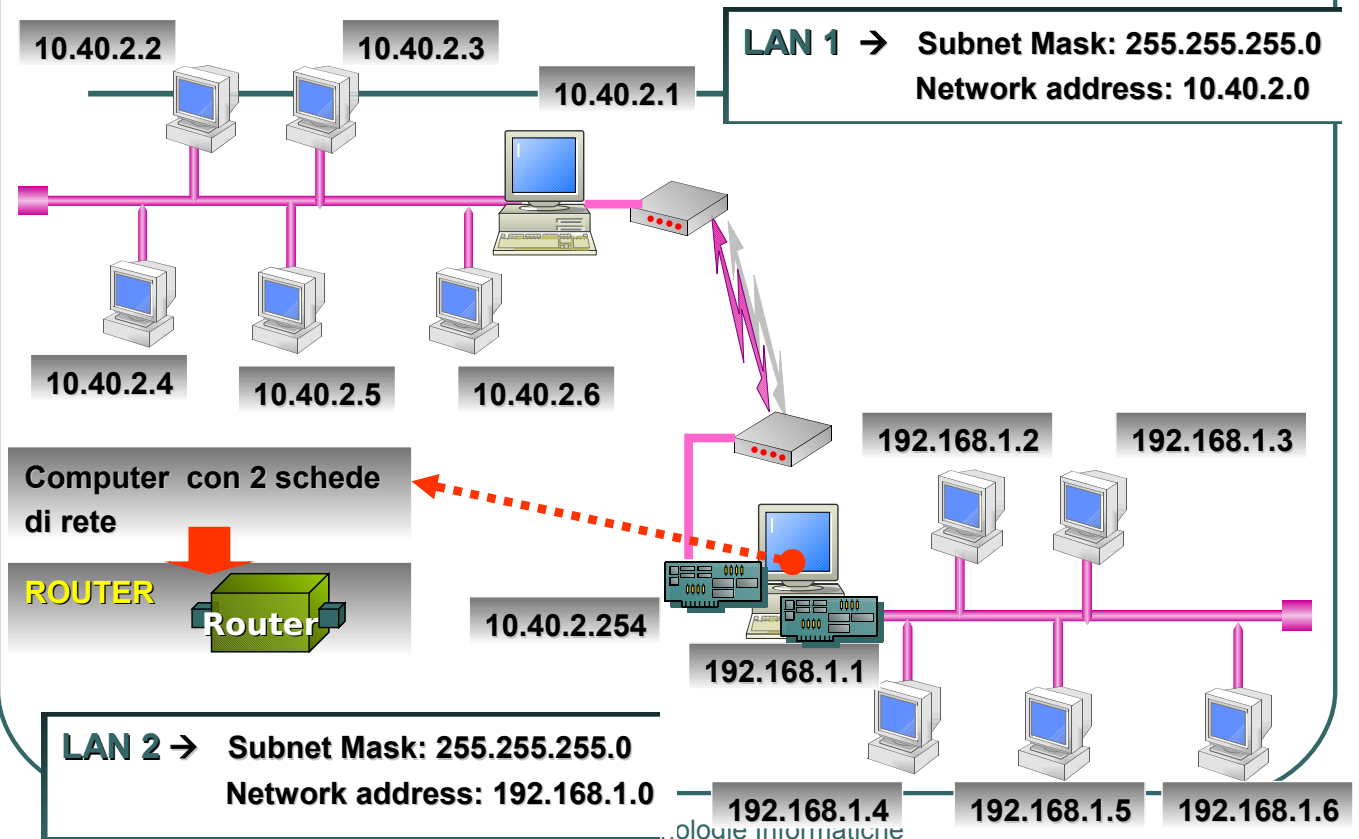 10.40.2.2
10.40.2.3
10.40.2.1
LAN 1 → Subnet Mask: 255.255.255.0
Network address: 10.40.2.0
10.40.2.4
10.40.2.5
10.40.2.6
192.168.1.2
192.168.1.3
Computer con 2 schede
di rete
ROUTER
Router
10.40.2.254
192.168.1.1
LAN 2 → Subnet Mask: 255.255.255.0
Network address: 192.168.1.0
192.168.1.4
192.168.1.5
192.168.1.6
ologie Informatiche